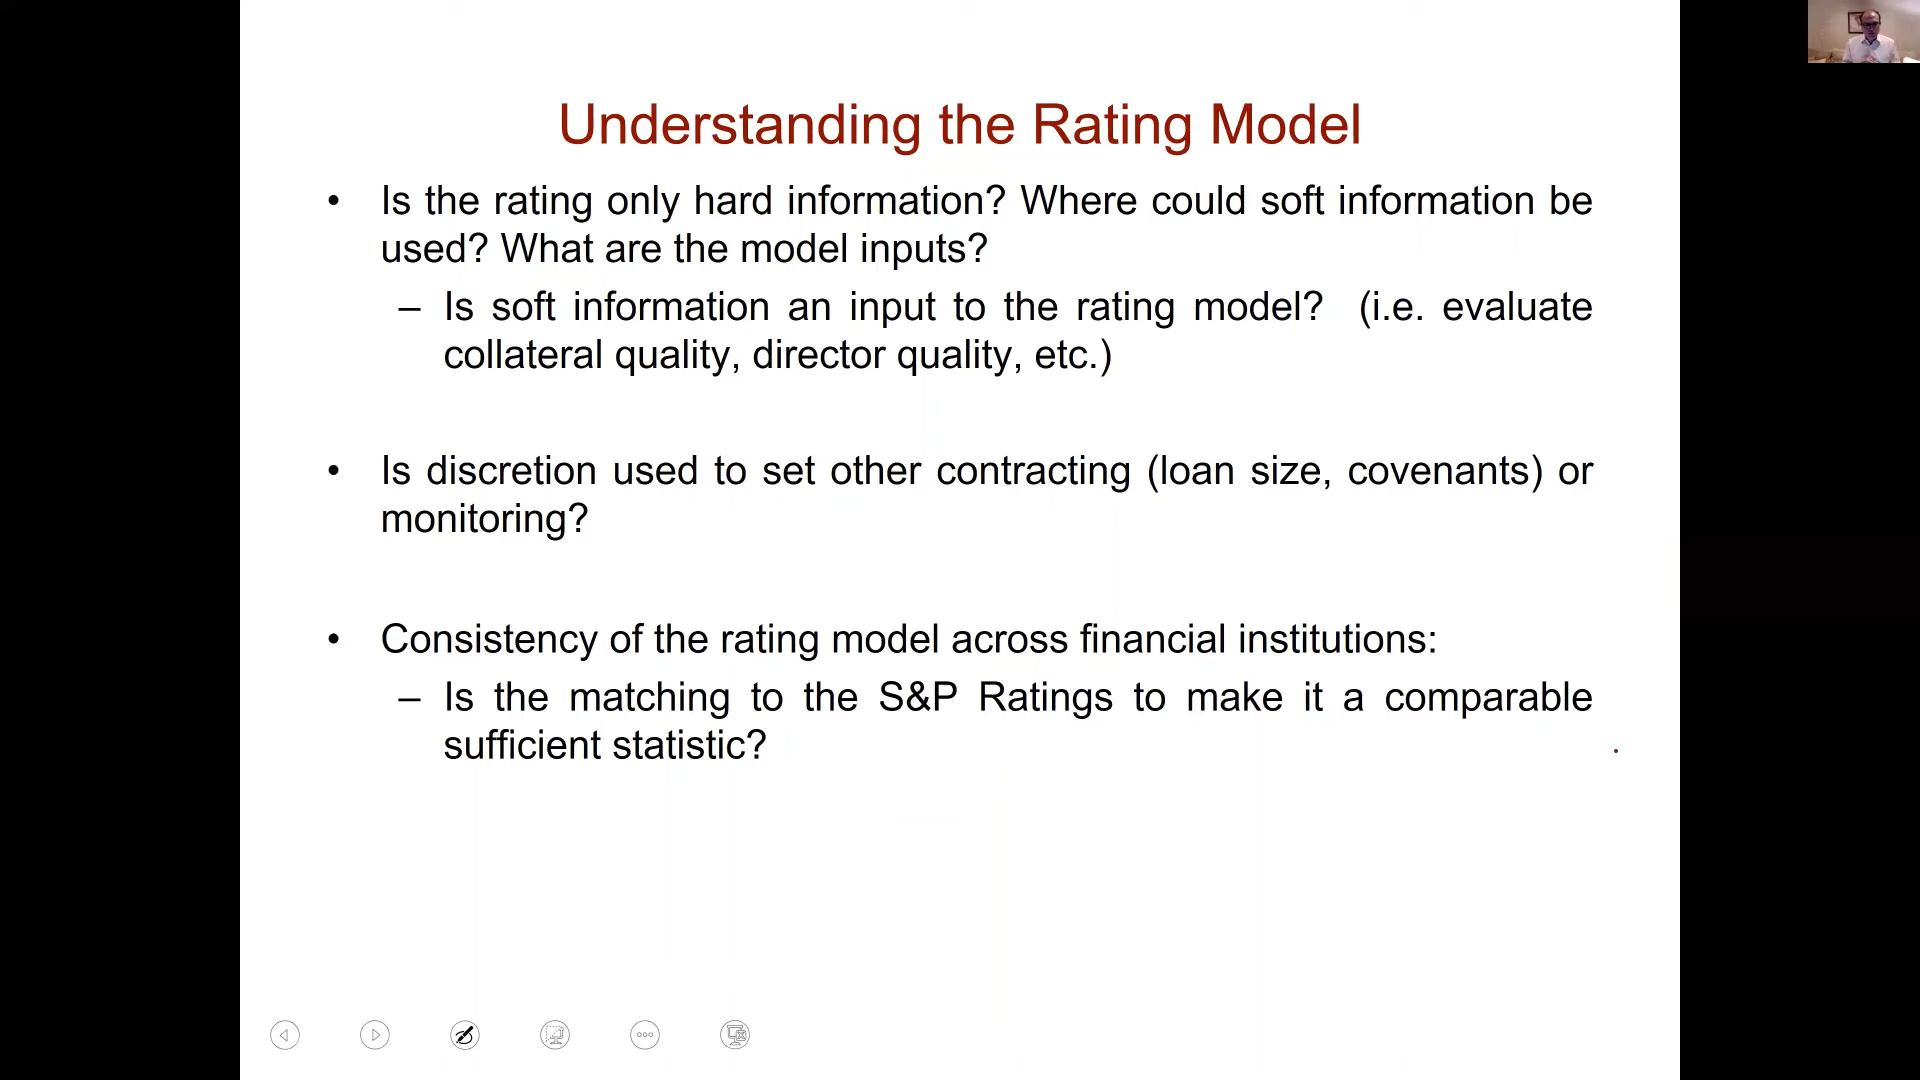 Understanding the Rating Model
• Is the rating only hard information? Where could soft information be
used? What are the model inputs?
– Is soft information an input to the rating model? (i.e. evaluate
collateral quality, director quality, etc.)
• Is discretion used to set other contracting (loan size, covenants) or
monitoring?
• Consistency of the rating model across financial institutions:
– Is the matching to the S&P Ratings to make it a comparable
sufficient statistic?